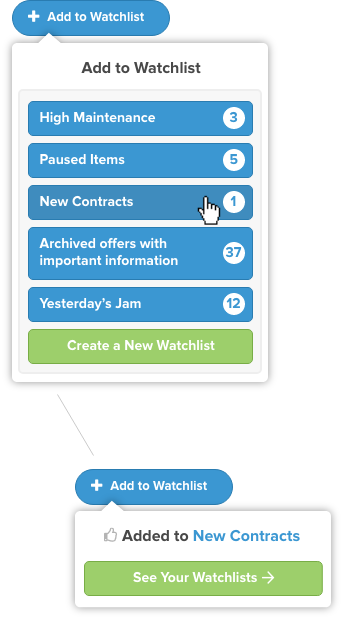 Add to Watchlist
Add to Watchlist
High Maintenance 3
Paused Items 5
New Contracts 1
Archived offers with
important information 37
Yesterday's Jam 12
Create a New Watchlist
Add to Watchlist
Added to New Contracts
See Your Watchlists